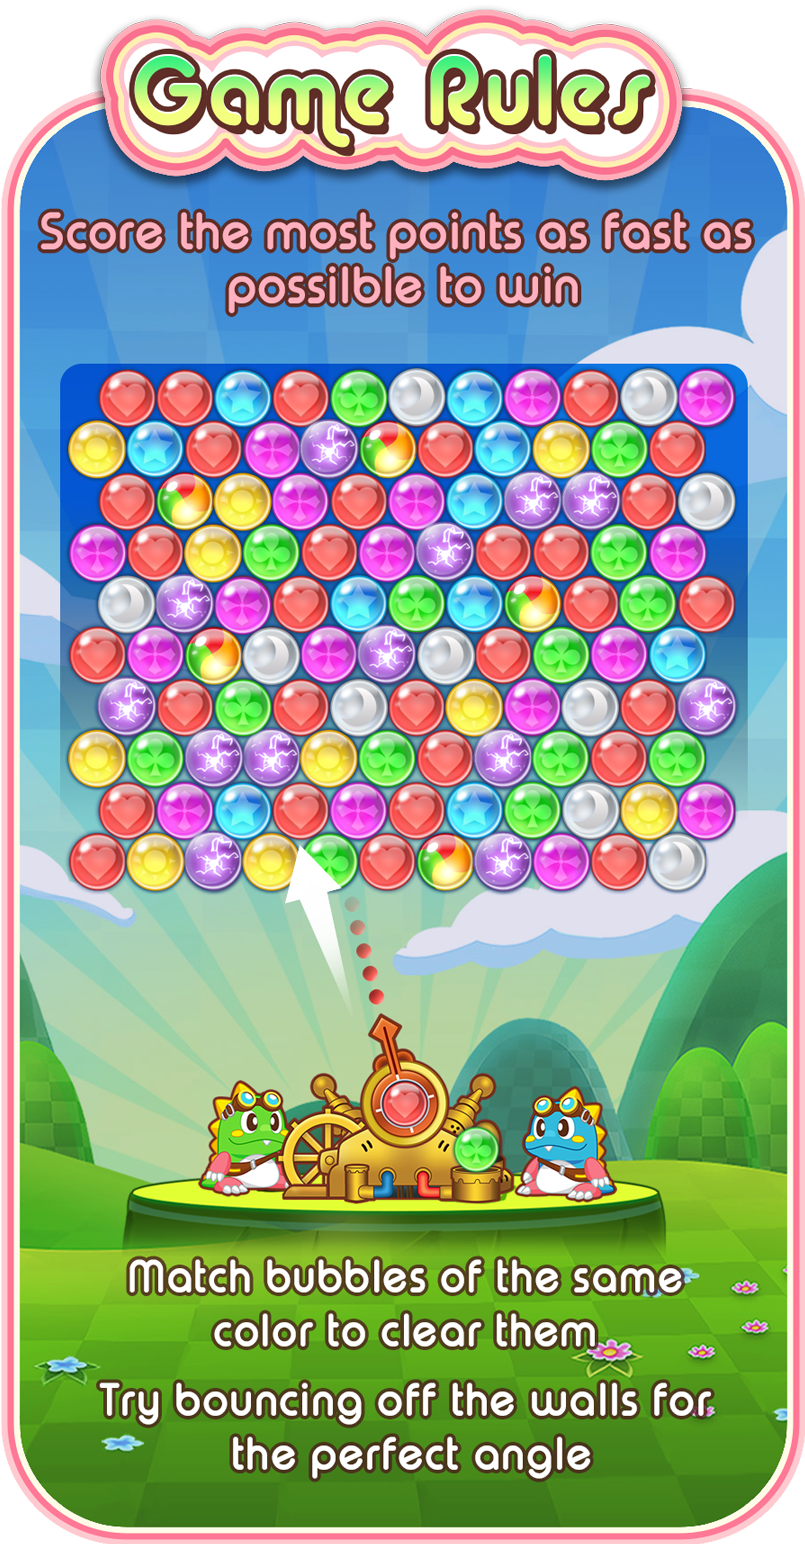 Game Rules
Score the most points as fast as
possilble to win
Match bubbles of the same
color to clear them
Try bouncing off the walls for
the perfect angle